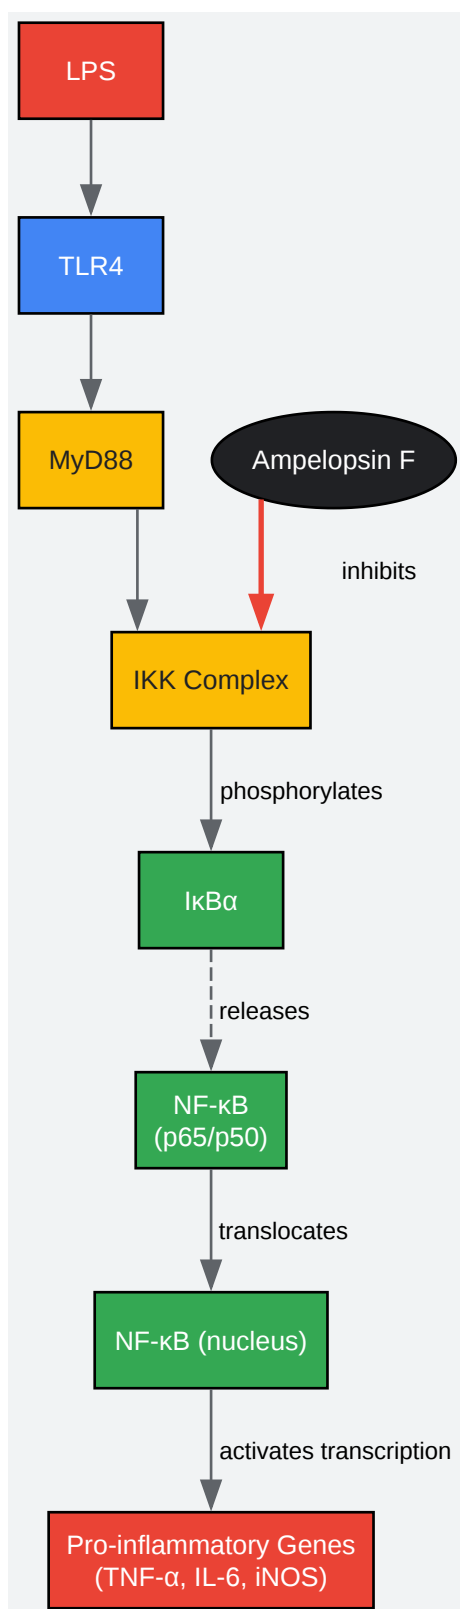 LPS
TLR4
MyD88
Ampelopsin F
inhibits
IKK Complex
phosphorylates
IκBα
releases
NF-κB
(p65/p50)
translocates
NF-κB (nucleus)
activates transcription
Pro-inflammatory Genes
(TNF-α, IL-6, iNOS)